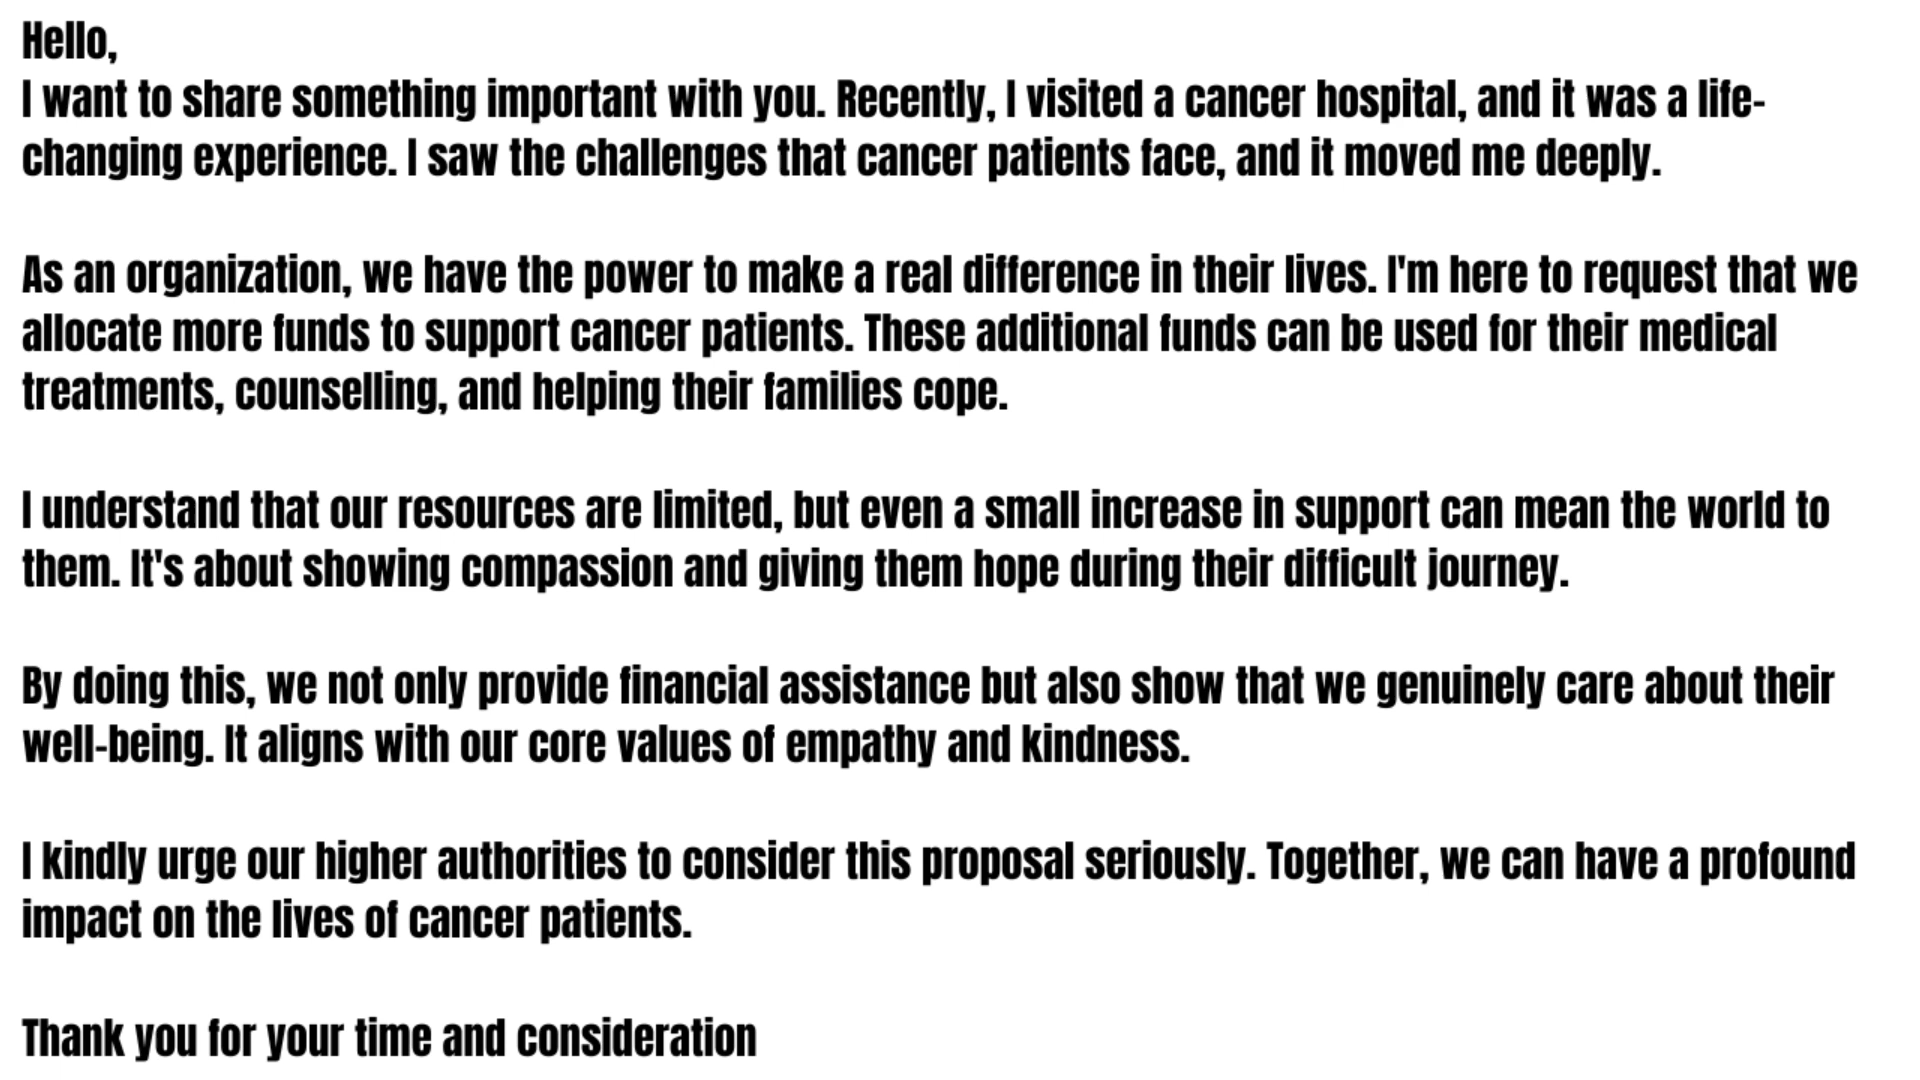 Hello,
I want to share something important with you. Recently, I visited a cancer hospital, and it was a life-
changing experience. I saw the challenges that cancer patients face, and it moved me deeply.
As an organization, we have the power to make a real difference in their lives. I'm here to request that we
allocate more funds to support cancer patients. These additional funds can be used for their medical
treatments, counselling, and helping their families cope.
I understand that our resources are limited, but even a small increase in support can mean the world to
them. It's about showing compassion and giving them hope during their difficult journey.
By doing this, we not only provide financial assistance but also show that we genuinely care about their
well-being. It aligns with our core values of empathy and kindness.
I kindly urge our higher authorities to consider this proposal seriously. Together, we can have a profound
impact on the lives of cancer patients.
Thank you for your time and consideration